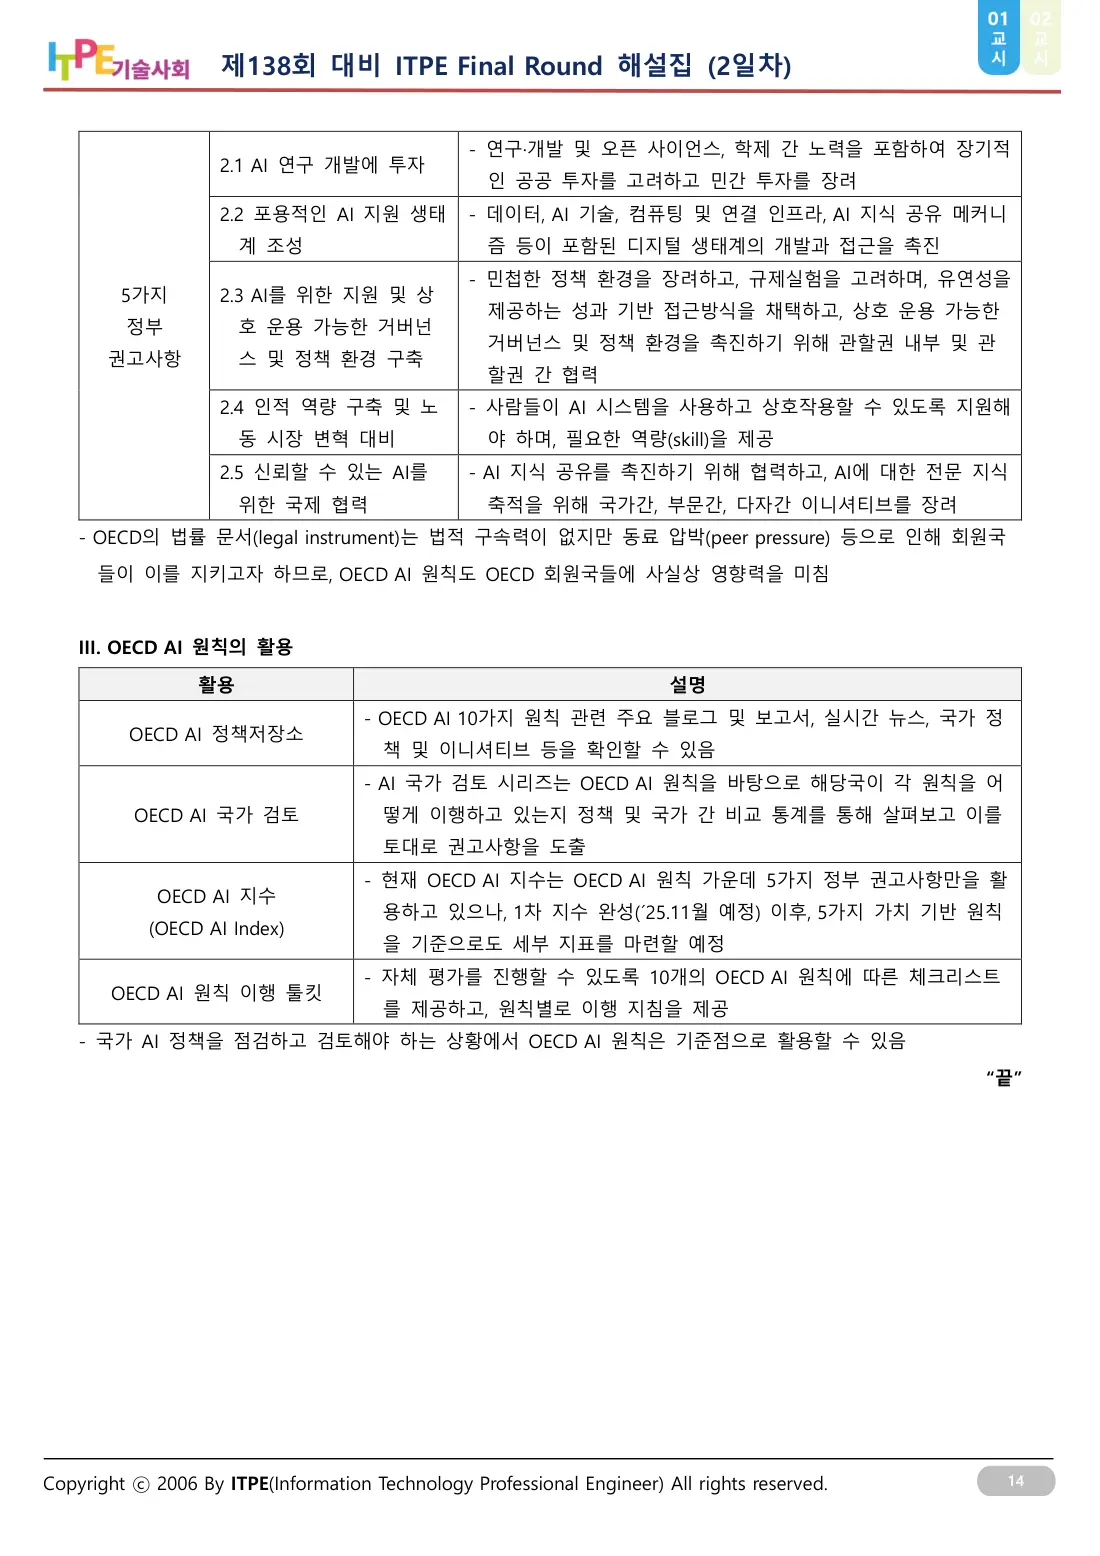 ITPE기술사회 제138회 대비 ITPE Final Round 해설집 (2일차)
01 교 시
02 교 시
5가지 정부 권고사항
2.1 AI 연구 개발에 투자
- 연구·개발 및 오픈 사이언스, 학제 간 노력을 포함하여 장기적
인 공공 투자를 고려하고 민간 투자를 장려
2.2 포용적인 AI 지원 생태
계 조성
- 데이터, AI 기술, 컴퓨팅 및 연결 인프라, AI 지식 공유 메커니
즘 등이 포함된 디지털 생태계의 개발과 접근을 촉진
2.3 AI를 위한 지원 및 상
호 운용 가능한 거버넌
스 및 정책 환경 구축
- 민첩한 정책 환경을 장려하고, 규제실험을 고려하며, 유연성을
제공하는 성과 기반 접근방식을 채택하고, 상호 운용 가능한
거버넌스 및 정책 환경을 촉진하기 위해 관할권 내부 및 관
할권 간 협력
2.4 인적 역량 구축 및 노
동 시장 변혁 대비
- 사람들이 AI 시스템을 사용하고 상호작용할 수 있도록 지원해
야 하며, 필요한 역량(skill)을 제공
2.5 신뢰할 수 있는 AI를
위한 국제 협력
- AI 지식 공유를 촉진하기 위해 협력하고, AI에 대한 전문 지식
축적을 위해 국가간, 부문간, 다자간 이니셔티브를 장려
- OECD의 법률 문서(legal instrument)는 법적 구속력이 없지만 동료 압박(peer pressure) 등으로 인해 회원국
들이 이를 지키고자 하므로, OECD AI 원칙도 OECD 회원국들에 사실상 영향력을 미침
III. OECD AI 원칙의 활용
활용 설명
OECD AI 정책저장소
- OECD AI 10가지 원칙 관련 주요 블로그 및 보고서, 실시간 뉴스, 국가 정
책 및 이니셔티브 등을 확인할 수 있음
OECD AI 국가 검토
- AI 국가 검토 시리즈는 OECD AI 원칙을 바탕으로 해당국이 각 원칙을 어
떻게 이행하고 있는지 정책 및 국가 간 비교 통계를 통해 살펴보고 이를
토대로 권고사항을 도출
OECD AI 지수
(OECD AI Index)
- 현재 OECD AI 지수는 OECD AI 원칙 가운데 5가지 정부 권고사항만을 활
용하고 있으나, 1차 지수 완성(´25.11월 예정) 이후, 5가지 가치 기반 원칙
을 기준으로도 세부 지표를 마련할 예정
OECD AI 원칙 이행 툴킷
- 자체 평가를 진행할 수 있도록 10개의 OECD AI 원칙에 따른 체크리스트
를 제공하고, 원칙별로 이행 지침을 제공
- 국가 AI 정책을 점검하고 검토해야 하는 상황에서 OECD AI 원칙은 기준점으로 활용할 수 있음
“끝”
Copyright ⓒ 2006 By ITPE(Information Technology Professional Engineer) All rights reserved.
14